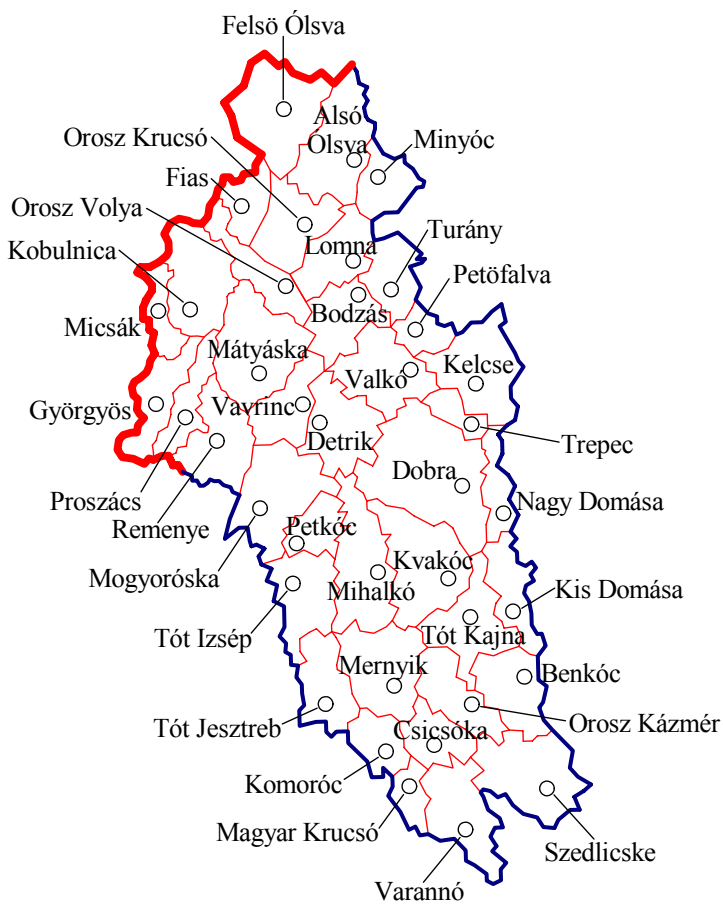 Felsö Ólsva
Alsó
Ólsva
Orosz Krucsó
Minyóc
Fias
Orosz Volya
Turány
Lomna
Kobulnica
Petöfalva
Bodzás
Micsák
Mátyáska
Valkó
Kelcse
Györgyös
Vavrinc
Detrik
Trepec
Dobra
Proszács
Nagy Domása
Remenye
Petkóc
Mogyoróska
Kvakóc
Mihalkó
Kis Domása
Tót Izsép
Tót Kajna
Mernyik
Benkóc
Tót Jesztreb
Csicsóka
Orosz Kázmér
Komoróc
Magyar Krucsó
Szedlicske
Varannó